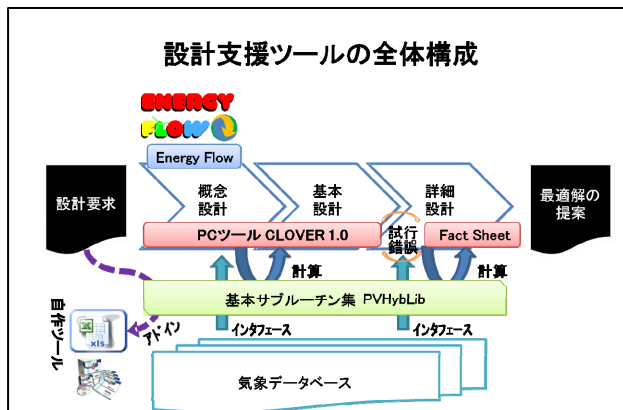 設計支援ツールの全体構成
ENERGY
FLOW
Energy Flow
設計要求
概念
設計
基本
設計
詳細
設計
最適解の
提案
PCツール CLOVER 1.0
試行
錯誤
Fact Sheet
計算
計算
基本サブルーチン集 PVHybLib
自作ツール
xls
アドイン
インタフェース
インタフェース
気象データベース